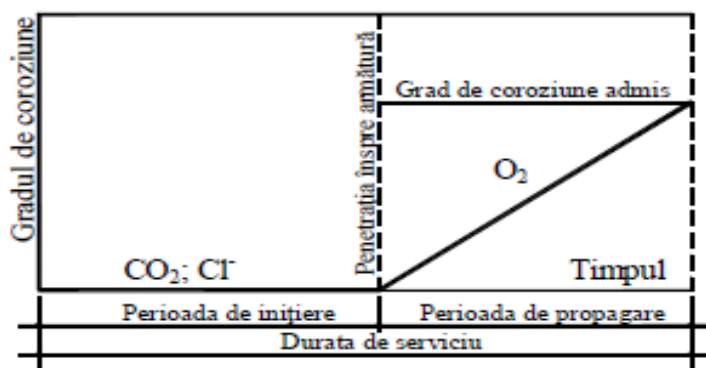 Gradul de coroziune
Penetrația înspre armătură
Grad de coroziune admis
O₂
CO₂; Cl⁻
Timpul
Perioada de inițiere
Perioada de propagare
Durata de serviciu